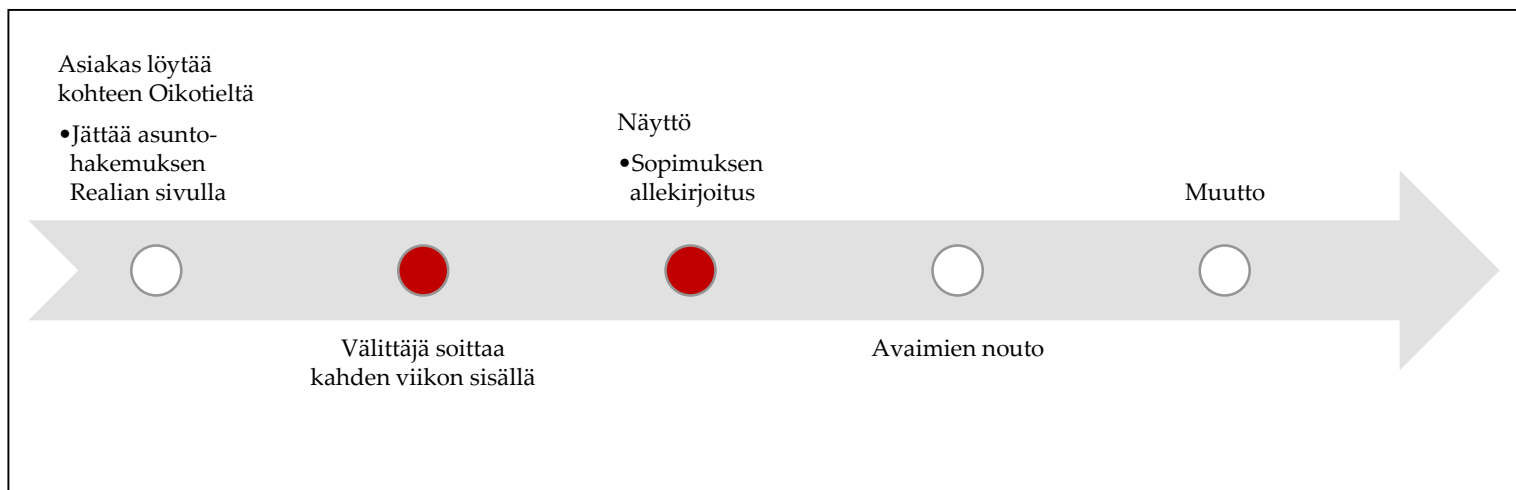 Asiakas löytää
kohteen Oikotieltä
•Jättää asunto-
hakemuksen
Realian sivulla
Välittäjä soittaa
kahden viikon sisällä
Näyttö
•Sopimuksen
allekirjoitus
Avaimien nouto
Muutto